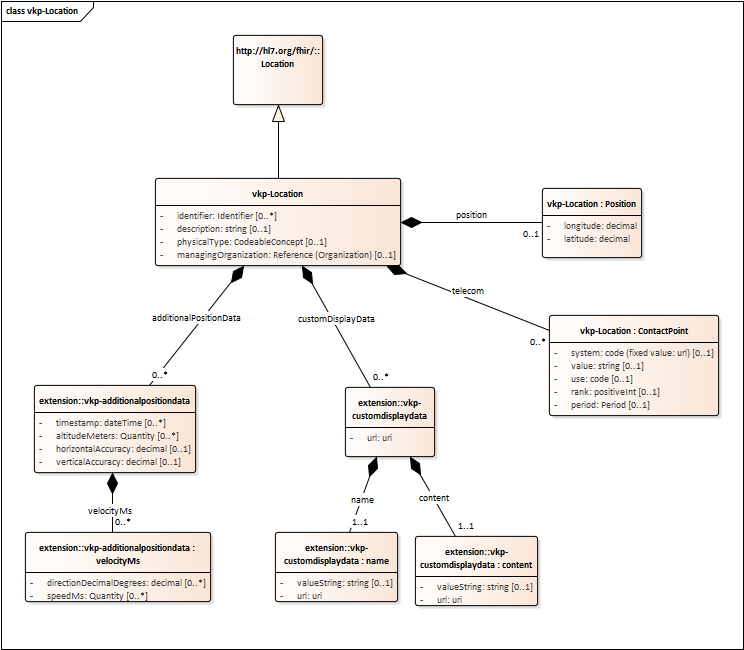 class vkp-Location
http://hl7.org/fhir/::
Location
vkp-Location
- identifier: Identifier [0..*]
- description: string [0..1]
- physicalType: CodeableConcept [0..1]
- managingOrganization: Reference (Organization) [0..1]
position
0..1
vkp-Location : Position
- longitude: decimal
- latitude: decimal
telecom
0..*
vkp-Location : ContactPoint
- system: code (fixed value: url) [0..1]
- value: string [0..1]
- use: code [0..1]
- rank: positiveInt [0..1]
- period: Period [0..1]
additionalPositionData
0..*
customDisplayData
0..*
extension::vkp-additionalpositiondata
- timestamp: dateTime [0..*]
- altitudeMeters: Quantity [0..*]
- horizontalAccuracy: decimal [0..1]
- verticalAccuracy: decimal [0..1]
extension::vkp-
customdisplaydata
- url: uri
velocityMs
0..*
name
1..1
content
1..1
extension::vkp-additionalpositiondata :
velocityMs
- directionDecimalDegrees: decimal [0..*]
- speedMs: Quantity [0..*]
extension::vkp-
customdisplaydata : name
- valueString: string [0..1]
- url: uri
extension::vkp-
customdisplaydata : content
- valueString: string [0..1]
- url: uri